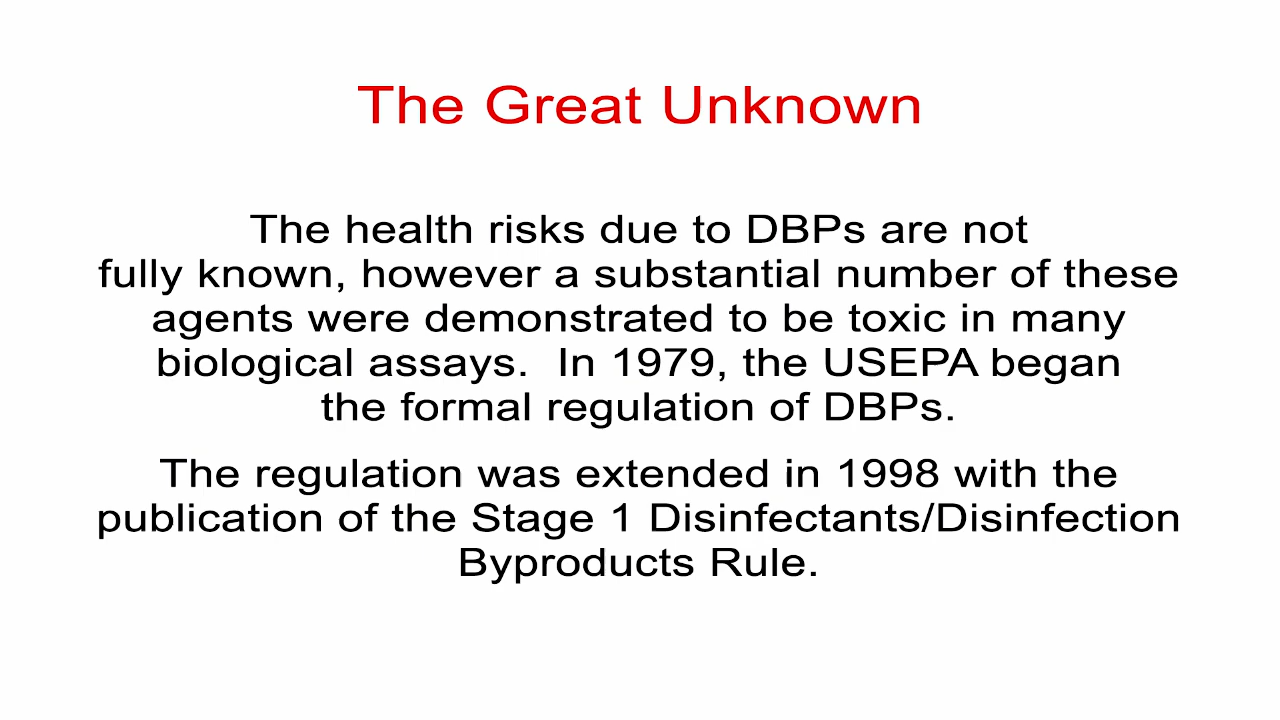 The Great Unknown
The health risks due to DBPs are not
fully known, however a substantial number of these
agents were demonstrated to be toxic in many
biological assays.  In 1979, the USEPA began
the formal regulation of DBPs.
The regulation was extended in 1998 with the
publication of the Stage 1 Disinfectants/Disinfection
Byproducts Rule.